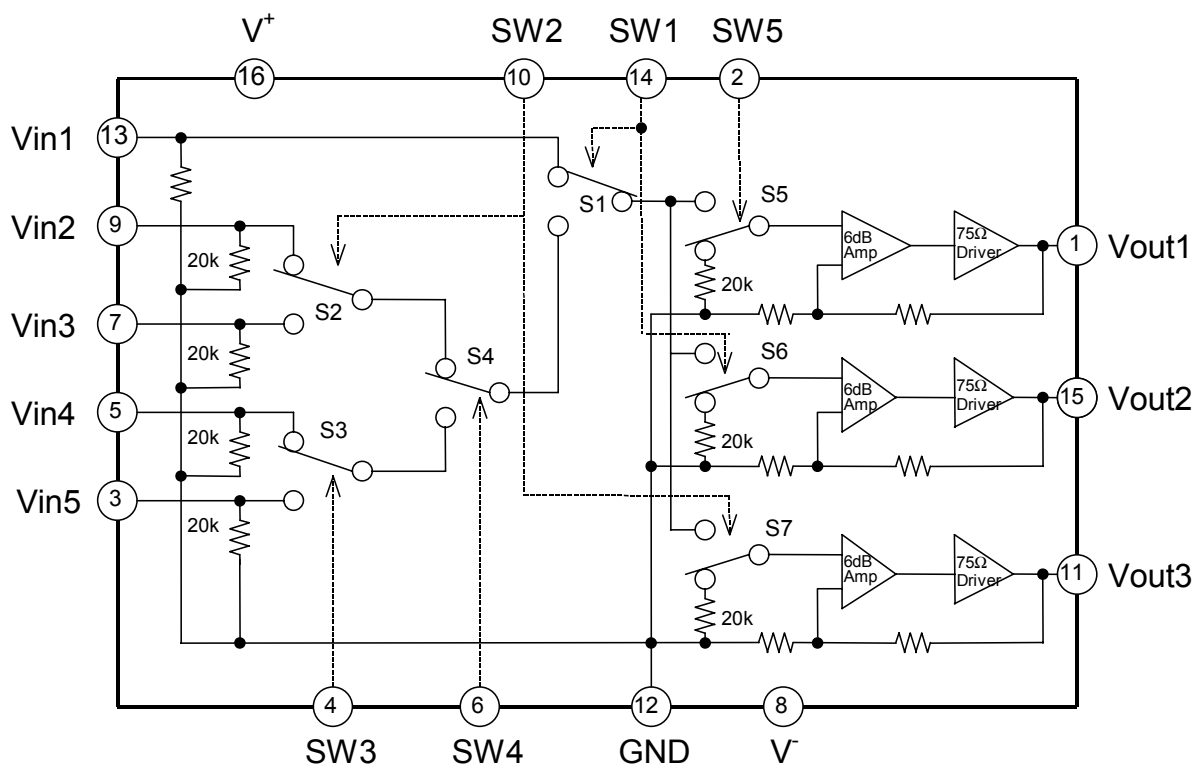 V+
SW2
SW1
SW5
16
10
14
2
Vin1
13
S1
S5
Vin2
9
6dB
Amp
75Ω
Driver
1
Vout1
20k
20k
S2
Vin3
7
S4
S6
20k
6dB
Amp
75Ω
Driver
15
Vout2
Vin4
5
S3
20k
20k
Vin5
3
20k
S7
6dB
Amp
75Ω
Driver
11
Vout3
20k
4
6
12
8
SW3
SW4
GND
V-